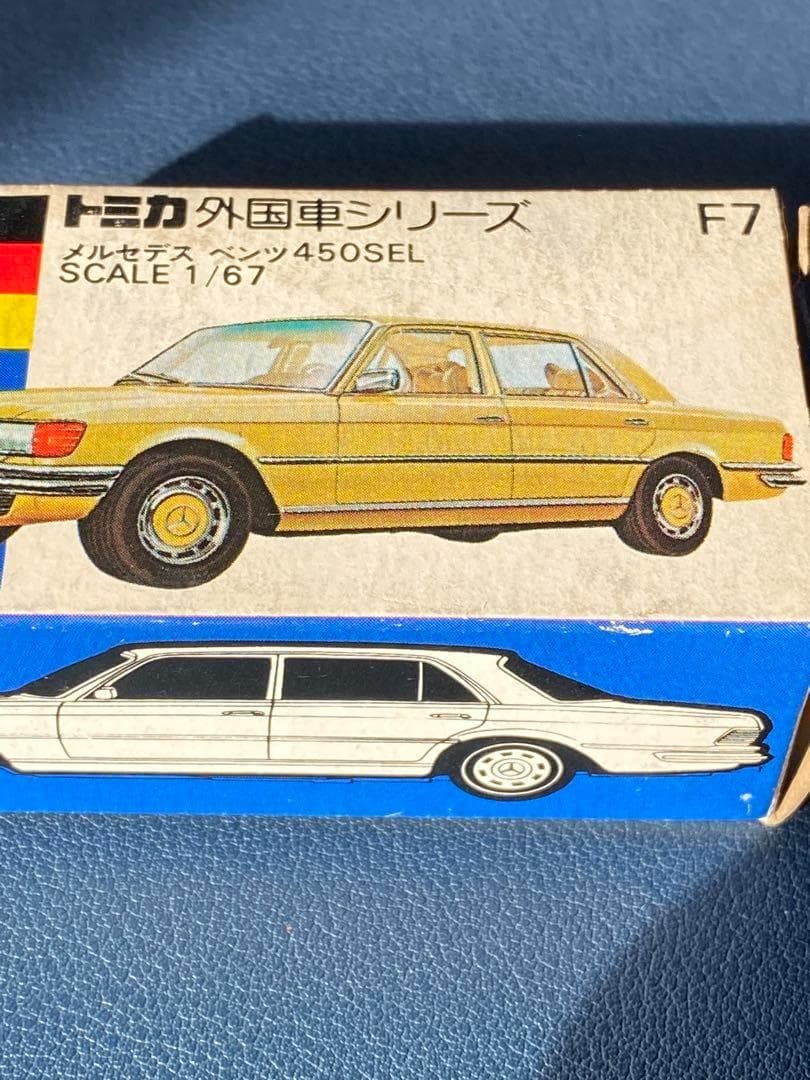 トミカ 外国車シリーズ F7
メルセデス ベンツ450SEL
SCALE 1/67